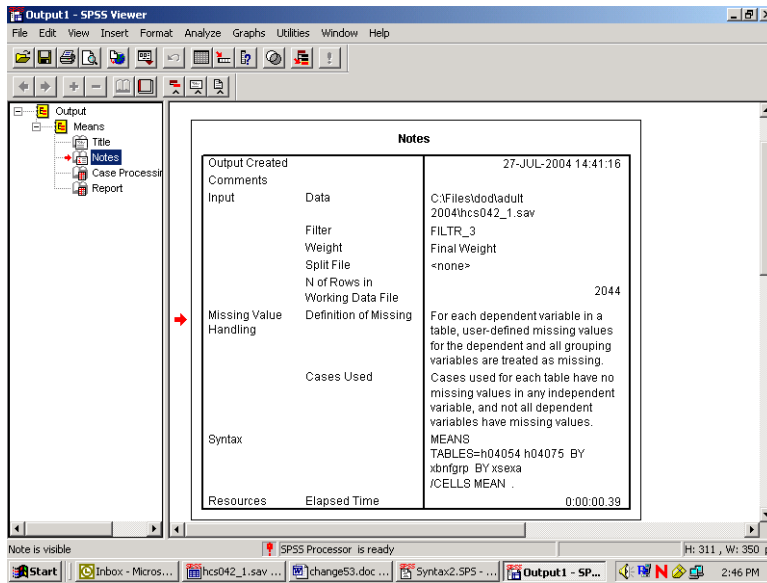 Output1 - SPSS Viewer
File Edit View Insert Format Analyze Graphs Utilities Window Help
Output
Means
Title
Notes
Case Processir
Report
Notes
Output Created 27-JUL-2004 14:41:16
Comments
Input Data C:\Files\dod\adult
2004\hcs042_1.sav
Filter FILTR_3
Weight Final Weight
Split File <none>
N of Rows in
Working Data File 2044
Missing Value Definition of Missing For each dependent variable in a
Handling table, user-defined missing values
for the dependent and all grouping
variables are treated as missing.
Cases Used Cases used for each table have no
missing values in any independent
variable, and not all dependent
variables have missing values.
Syntax MEANS
TABLES=h04054 h04075 BY
xbnfgrp BY xsexa
/CELLS MEAN .
Resources Elapsed Time 0:00:00.39
Note is visible SPSS Processor is ready H: 311 , W: 350 p
Start Inbox - Micros... hcs042_1.sav ... change53.doc ... Syntax2.SPS - ... Output1 - SP... N 2:46 PM